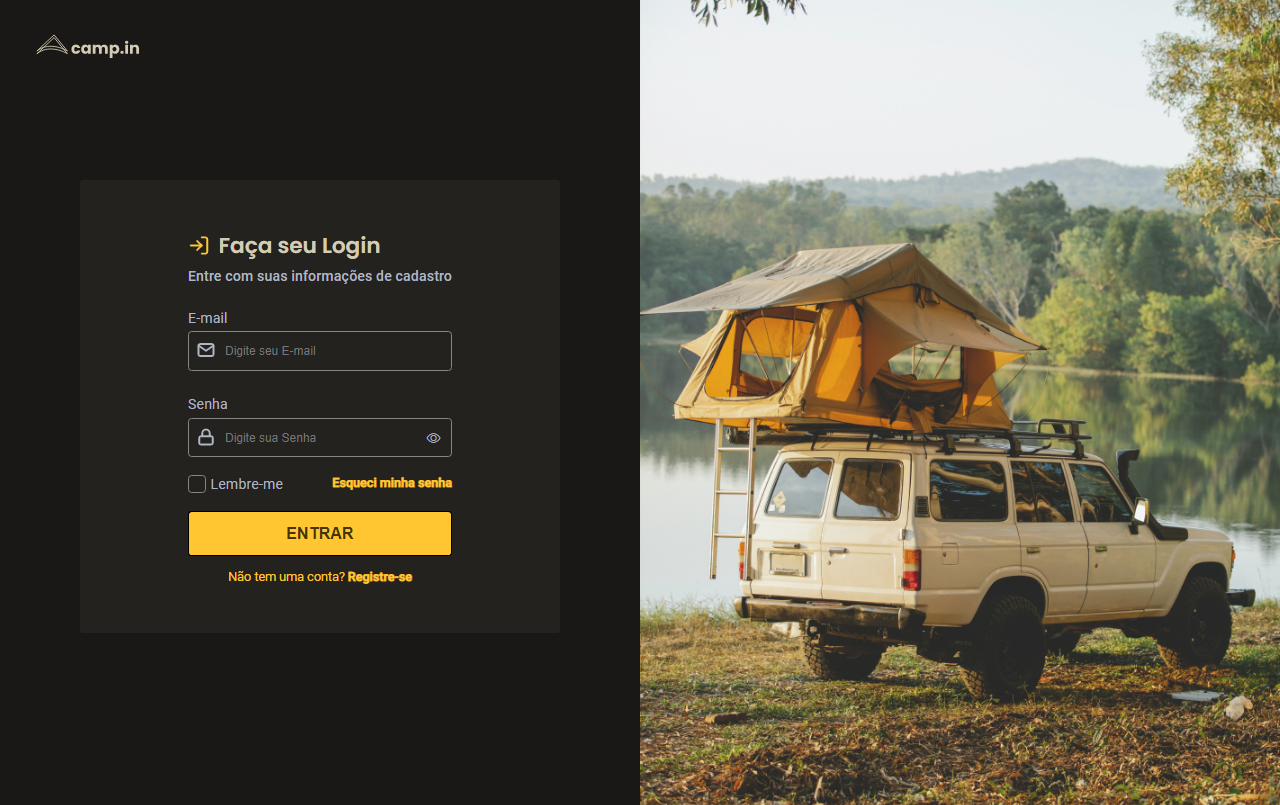 camp.in
Faça seu Login
Entre com suas informações de cadastro
E-mail
Digite seu E-mail
Senha
Digite sua Senha
Lembre-me Esqueci minha senha
ENTRAR
Não tem uma conta? Registre-se